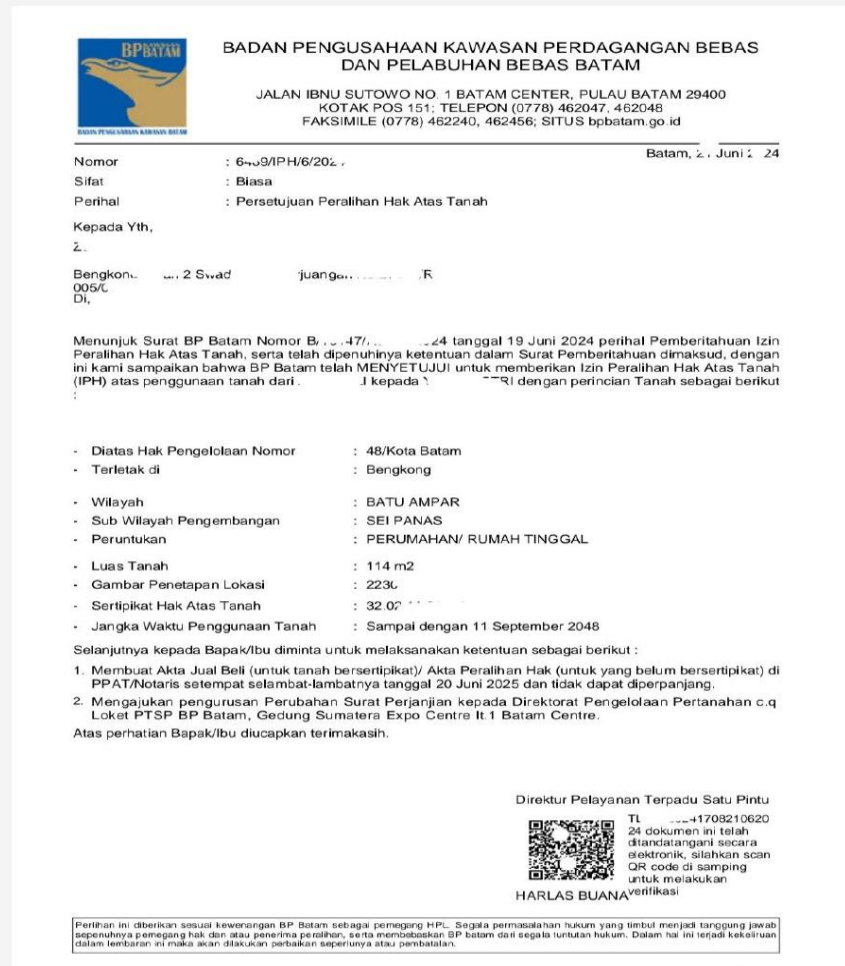 BP BATAM
BADAN PENGUSAHAAN KAWASAN BATAM
BADAN PENGUSAHAAN KAWASAN PERDAGANGAN BEBAS
DAN PELABUHAN BEBAS BATAM
JALAN IBNU SUTOWO NO. 1 BATAM CENTER, PULAU BATAM 29400
KOTAK POS 151; TELEPON (0778) 462047, 462048
FAKSIMILE (0778) 462240, 462456; SITUS bpbatam.go.id
Batam, Juni 24
Nomor : /IPH/6/
Sifat : Biasa
Perihal : Persetujuan Peralihan Hak Atas Tanah
Kepada Yth,
2 Swad
005/
Di,
Menunjuk Surat BP Batam Nomor tanggal 19 Juni 2024 perihal Pemberitahuan Izin
Peralihan Hak Atas Tanah, serta telah dipenuhinya ketentuan dalam Surat Pemberitahuan dimaksud, dengan
ini kami sampaikan bahwa BP Batam telah MENYETUJUI untuk memberikan Izin Peralihan Hak Atas Tanah
(IPH) atas penggunaan tanah dari kepada dengan perincian Tanah sebagai berikut
:
- Diatas Hak Pengelolaan Nomor : 48/Kota Batam
- Terletak di : Bengkong
- Wilayah : BATU AMPAR
- Sub Wilayah Pengembangan : SEI PANAS
- Peruntukan : PERUMAHAN/ RUMAH TINGGAL
- Luas Tanah : 114 m2
- Gambar Penetapan Lokasi : 223
- Sertipikat Hak Atas Tanah : 32.02
- Jangka Waktu Penggunaan Tanah : Sampai dengan 11 September 2048
Selanjutnya kepada Bapak/Ibu diminta untuk melaksanakan ketentuan sebagai berikut :
1. Membuat Akta Jual Beli (untuk tanah bersertipikat)/ Akta Peralihan Hak (untuk yang belum bersertipikat) di
PPAT/Notaris setempat selambat-lambatnya tanggal 20 Juni 2025 dan tidak dapat diperpanjang.
2. Mengajukan pengurusan Perubahan Surat Perjanjian kepada Direktorat Pengelolaan Pertanahan c.q
Loket PTSP BP Batam, Gedung Sumatera Expo Centre lt.1 Batam Centre.
Atas perhatian Bapak/Ibu diucapkan terimakasih.
Direktur Pelayanan Terpadu Satu Pintu
1708210620
24 dokumen ini telah
ditandatangani secara
elektronik, silahkan scan
QR code di samping
untuk melakukan
verifikasi
HARLAS BUANA
Perlihan ini diberikan sesuai kewenangan BP Batam sebagai pemegang HPL. Segala permasalahan hukum yang timbul menjadi tanggung jawab
sepenuhnya pemegang hak dan atau penerima peralihan, serta membebaskan BP batam dari segala tuntutan hukum. Dalam hal ini terjadi kekeliruan
dalam lembaran ini maka akan dilakukan perbaikan seperlunya atau pembatalan.